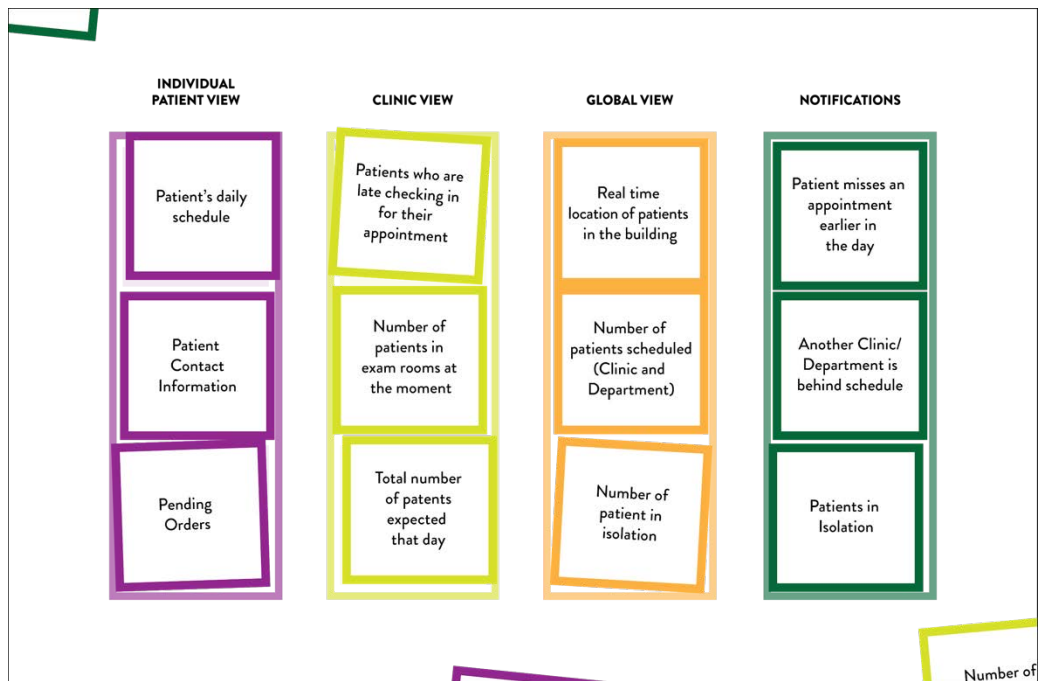 INDIVIDUAL
PATIENT VIEW
Patient's daily
schedule
Patient
Contact
Information
Pending
Orders
CLINIC VIEW
Patients who are
late checking in
for their
appointment
Number of
patients in
exam rooms at
the moment
Total number
of patents
expected
that day
GLOBAL VIEW
Real time
location of patients
in the building
Number of
patients scheduled
(Clinic and
Department)
Number of
patient in
isolation
NOTIFICATIONS
Patient misses an
appointment
earlier in
the day
Another Clinic/
Department is
behind schedule
Patients in
Isolation
Number of